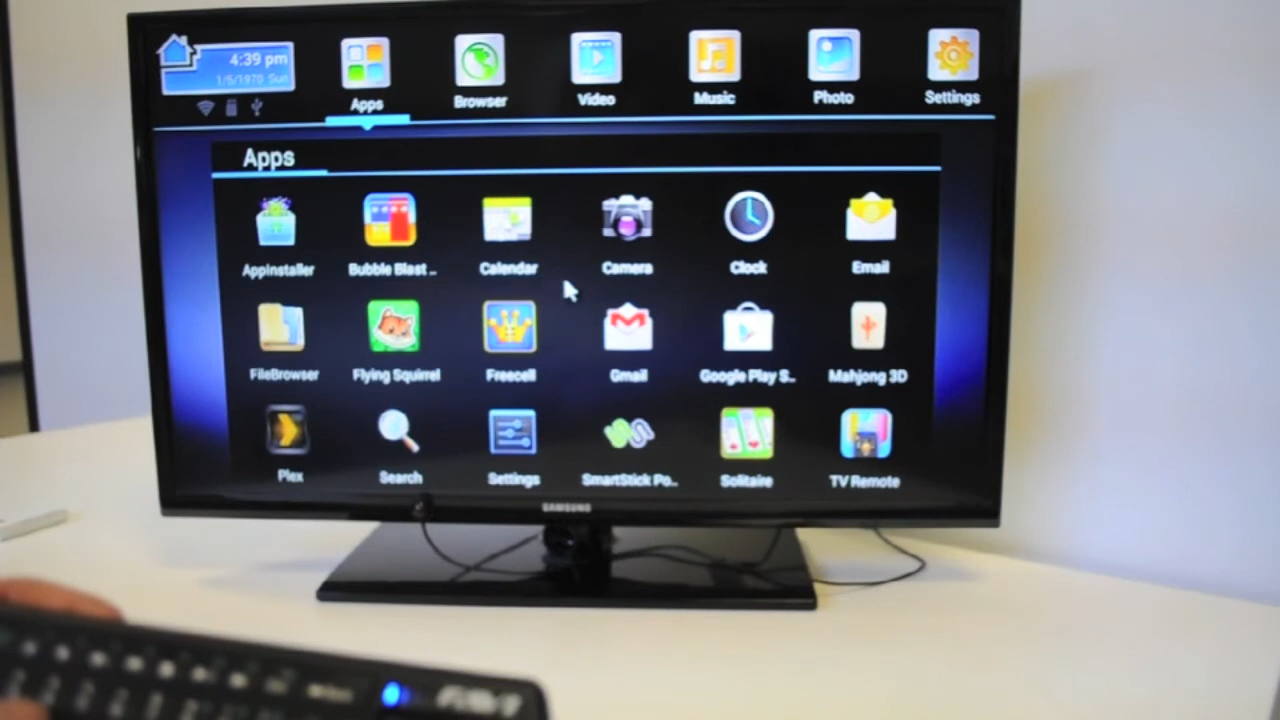 4:39 pm
1/5/1970 Sun
Apps
Browser
Video
Music
Photo
Settings
Apps
AppInstaller
Bubble Blast ..
Calendar
Camera
Clock
Email
FileBrowser
Flying Squirrel
Freecell
Gmail
Google Play S..
Mahjong 3D
Plex
Search
Settings
SmartStick Po..
Solitaire
TV Remote
SAMSUNG